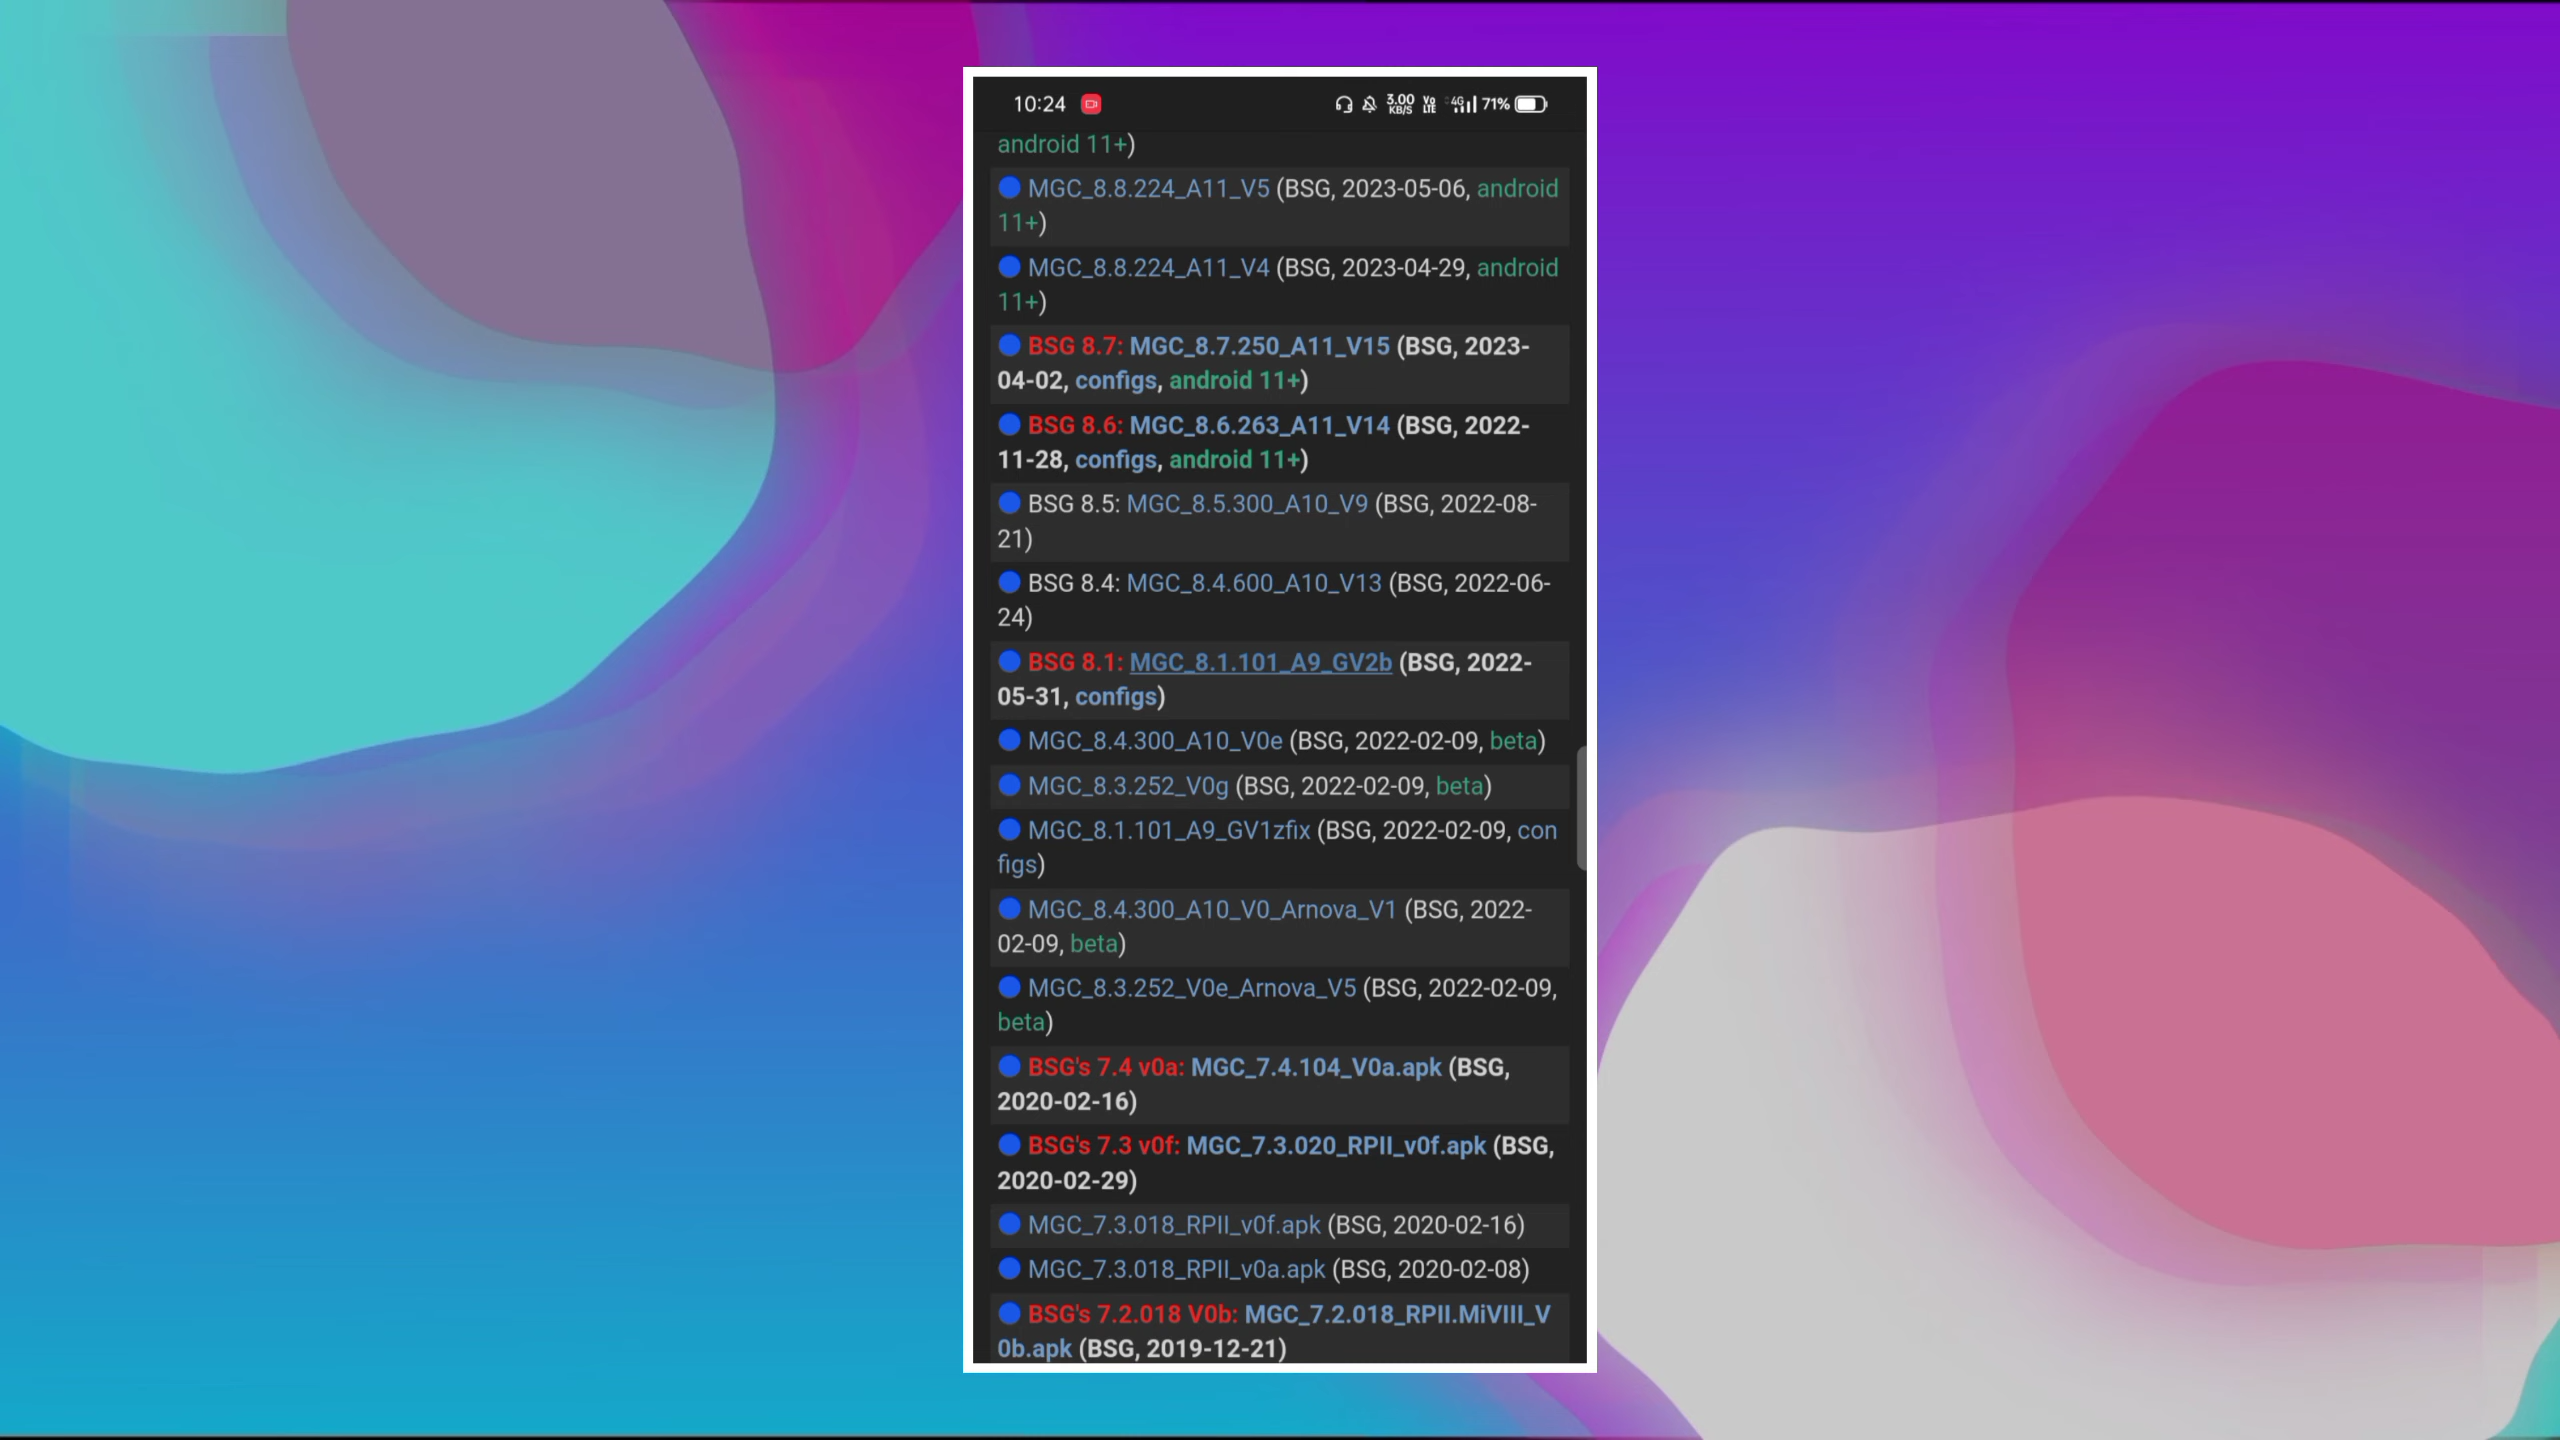 10:24 3.00 KB/S Vo LTE 4G 71%
android 11+)
MGC_8.8.224_A11_V5 (BSG, 2023-05-06, android
11+)
MGC_8.8.224_A11_V4 (BSG, 2023-04-29, android
11+)
BSG 8.7: MGC_8.7.250_A11_V15 (BSG, 2023-
04-02, configs, android 11+)
BSG 8.6: MGC_8.6.263_A11_V14 (BSG, 2022-
11-28, configs, android 11+)
BSG 8.5: MGC_8.5.300_A10_V9 (BSG, 2022-08-
21)
BSG 8.4: MGC_8.4.600_A10_V13 (BSG, 2022-06-
24)
BSG 8.1: MGC_8.1.101_A9_GV2b (BSG, 2022-
05-31, configs)
MGC_8.4.300_A10_V0e (BSG, 2022-02-09, beta)
MGC_8.3.252_V0g (BSG, 2022-02-09, beta)
MGC_8.1.101_A9_GV1zfix (BSG, 2022-02-09, con
figs)
MGC_8.4.300_A10_V0_Arnova_V1 (BSG, 2022-
02-09, beta)
MGC_8.3.252_V0e_Arnova_V5 (BSG, 2022-02-09,
beta)
BSG's 7.4 v0a: MGC_7.4.104_V0a.apk (BSG,
2020-02-16)
BSG's 7.3 v0f: MGC_7.3.020_RPII_v0f.apk (BSG,
2020-02-29)
MGC_7.3.018_RPII_v0f.apk (BSG, 2020-02-16)
MGC_7.3.018_RPII_v0a.apk (BSG, 2020-02-08)
BSG's 7.2.018 V0b: MGC_7.2.018_RPII.MiVIII_V
0b.apk (BSG, 2019-12-21)